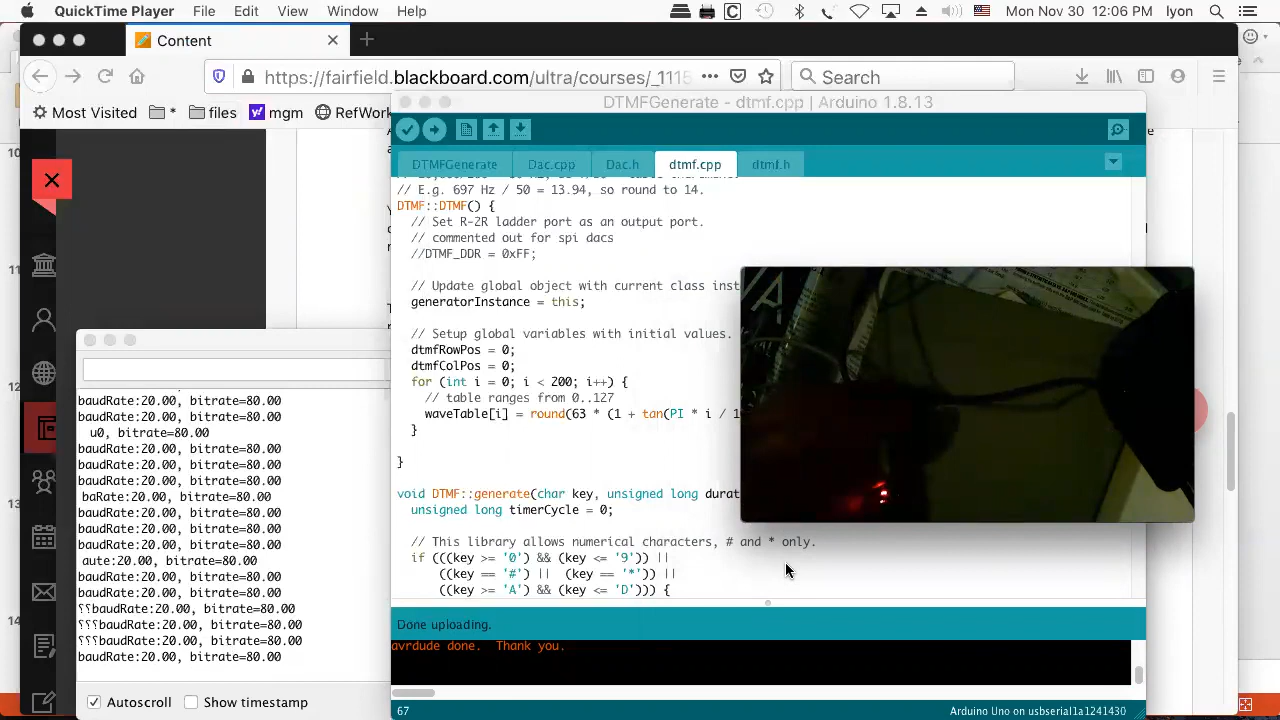 QuickTime Player File Edit View Window Help Mon Nov 30 12:06 PM lyon
Content
https://fairfield.blackboard.com/ultra/courses/_1115 Search
Most Visited * files mgm RefWor
DTMFGenerate - dtmf.cpp | Arduino 1.8.13
DTMFGenerate Dac.cpp Dac.h dtmf.cpp dtmf.h
// E.g. 697 Hz / 50 = 13.94, so round to 14.
DTMF::DTMF() {
// Set R-2R ladder port as an output port.
// commented out for spi dacs
//DTMF_DDR = 0xFF;
// Update global object with current class inst
generatorInstance = this;
// Setup global variables with initial values.
dtmfRowPos = 0;
dtmfColPos = 0;
for (int i = 0; i < 200; i++) {
// table ranges from 0..127
waveTable[i] = round(63 * (1 + tan(PI * i / 1
}
}
void DTMF::generate(char key, unsigned long durat
unsigned long timerCycle = 0;
// This library allows numerical characters, # and * only.
if (((key >= '0') && (key <= '9')) ||
((key == '#') || (key == '*')) ||
((key >= 'A') && (key <= 'D'))) {
Done uploading.
avrdude done. Thank you.
67 Arduino Uno on usbserial1a1241430
baudRate:20.00, bitrate=80.00
baudRate:20.00, bitrate=80.00
u0, bitrate=80.00
baudRate:20.00, bitrate=80.00
baudRate:20.00, bitrate=80.00
baRate:20.00, bitrate=80.00
baudRate:20.00, bitrate=80.00
baudRate:20.00, bitrate=80.00
baudRate:20.00, bitrate=80.00
aute:20.00, bitrate=80.00
baudRate:20.00, bitrate=80.00
baudRate:20.00, bitrate=80.00
⸮⸮baudRate:20.00, bitrate=80.00
⸮⸮⸮baudRate:20.00, bitrate=80.00
⸮⸮⸮baudRate:20.00, bitrate=80.00
baudRate:20.00, bitrate=80.00
Autoscroll Show timestamp